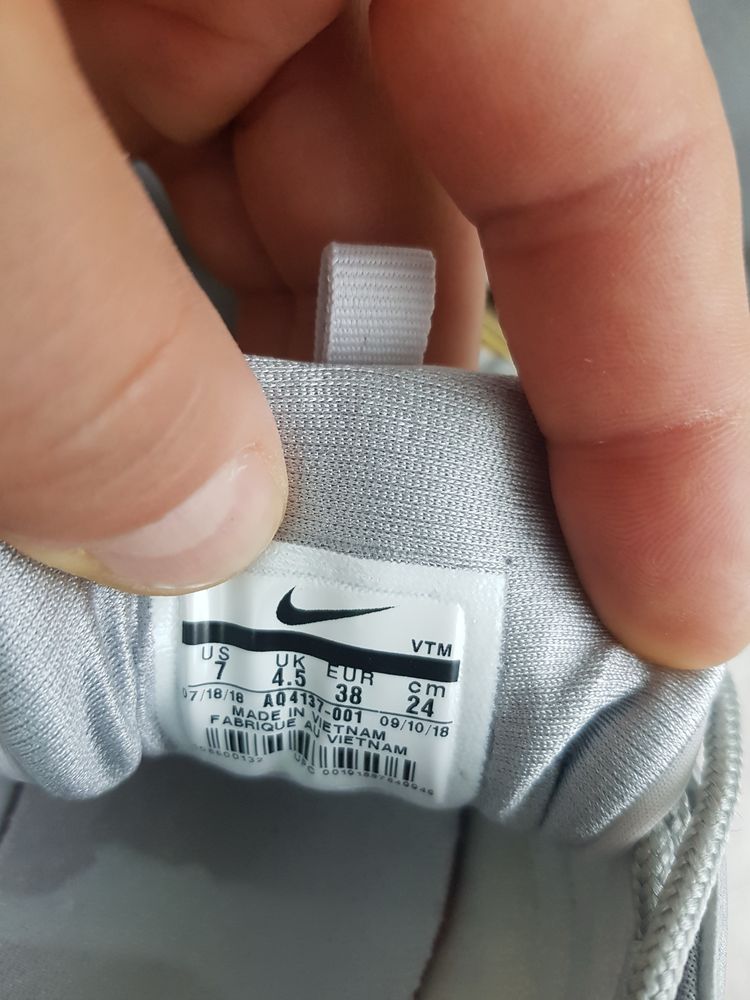 VTM
US UK EUR cm
7 4.5 38 24
07/18/18 AQ4137-001 09/10/18
MADE IN VIETNAM
FABRIQUE AU VIETNAM
UPC